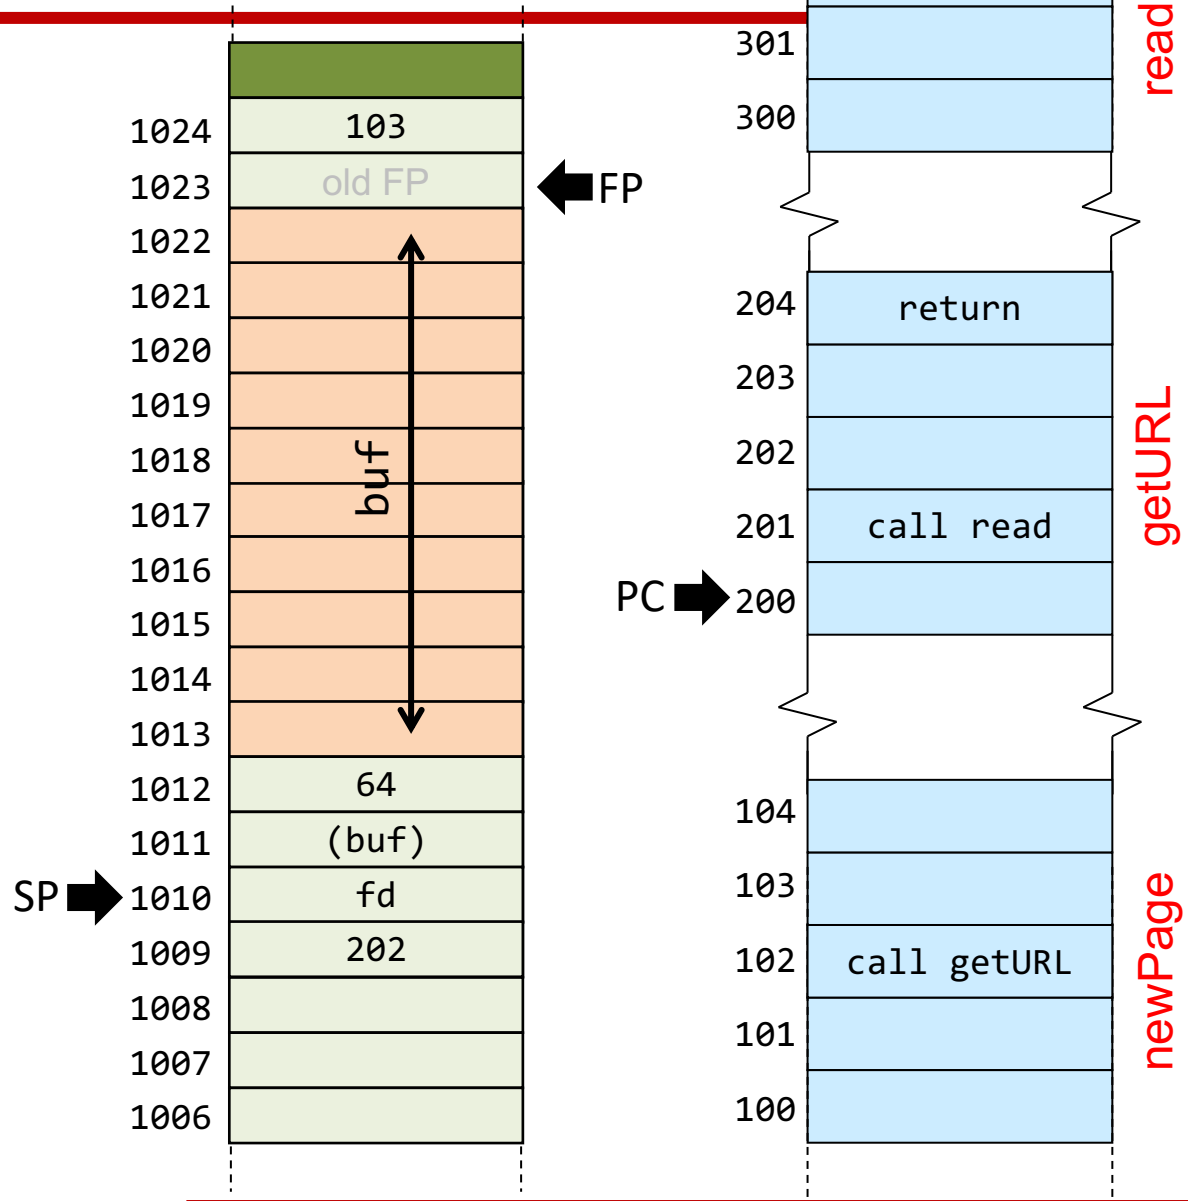 1024 103
1023 old FP
FP
1022
1021
1020
1019
1018
1017
1016
1015
1014
1013
buf
1012 64
1011 (buf)
SP 1010 fd
1009 202
1008
1007
1006
301
300
read
204 return
203
202
201 call read
PC 200
getURL
104
103
102 call getURL
101
100
newPage